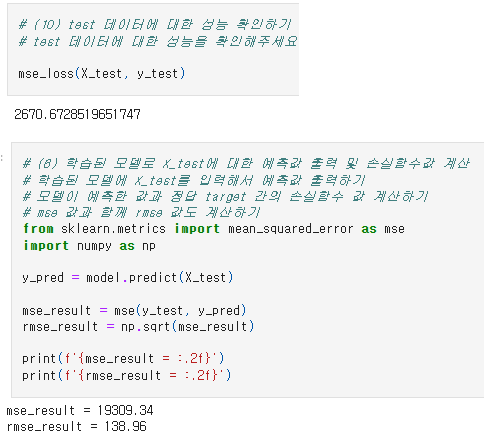 # (10) test 데이터에 대한 성능 확인하기
# test 데이터에 대한 성능을 확인해주세요
mse_loss(X_test, y_test)
2670.6728519651747
# (6) 학습된 모델로 X_test에 대한 예측값 출력 및 손실함수값 계산
# 학습된 모델에 X_test를 입력해서 예측값 출력하기
# 모델이 예측한 값과 정답 target 간의 손실함수 값 계산하기
# mse 값과 함께 rmse 값도 계산하기
from sklearn.metrics import mean_squared_error as mse
import numpy as np
y_pred = model.predict(X_test)
mse_result = mse(y_test, y_pred)
rmse_result = np.sqrt(mse_result)
print(f'{mse_result = :.2f}')
print(f'{rmse_result = :.2f}')
mse_result = 19309.34
rmse_result = 138.96